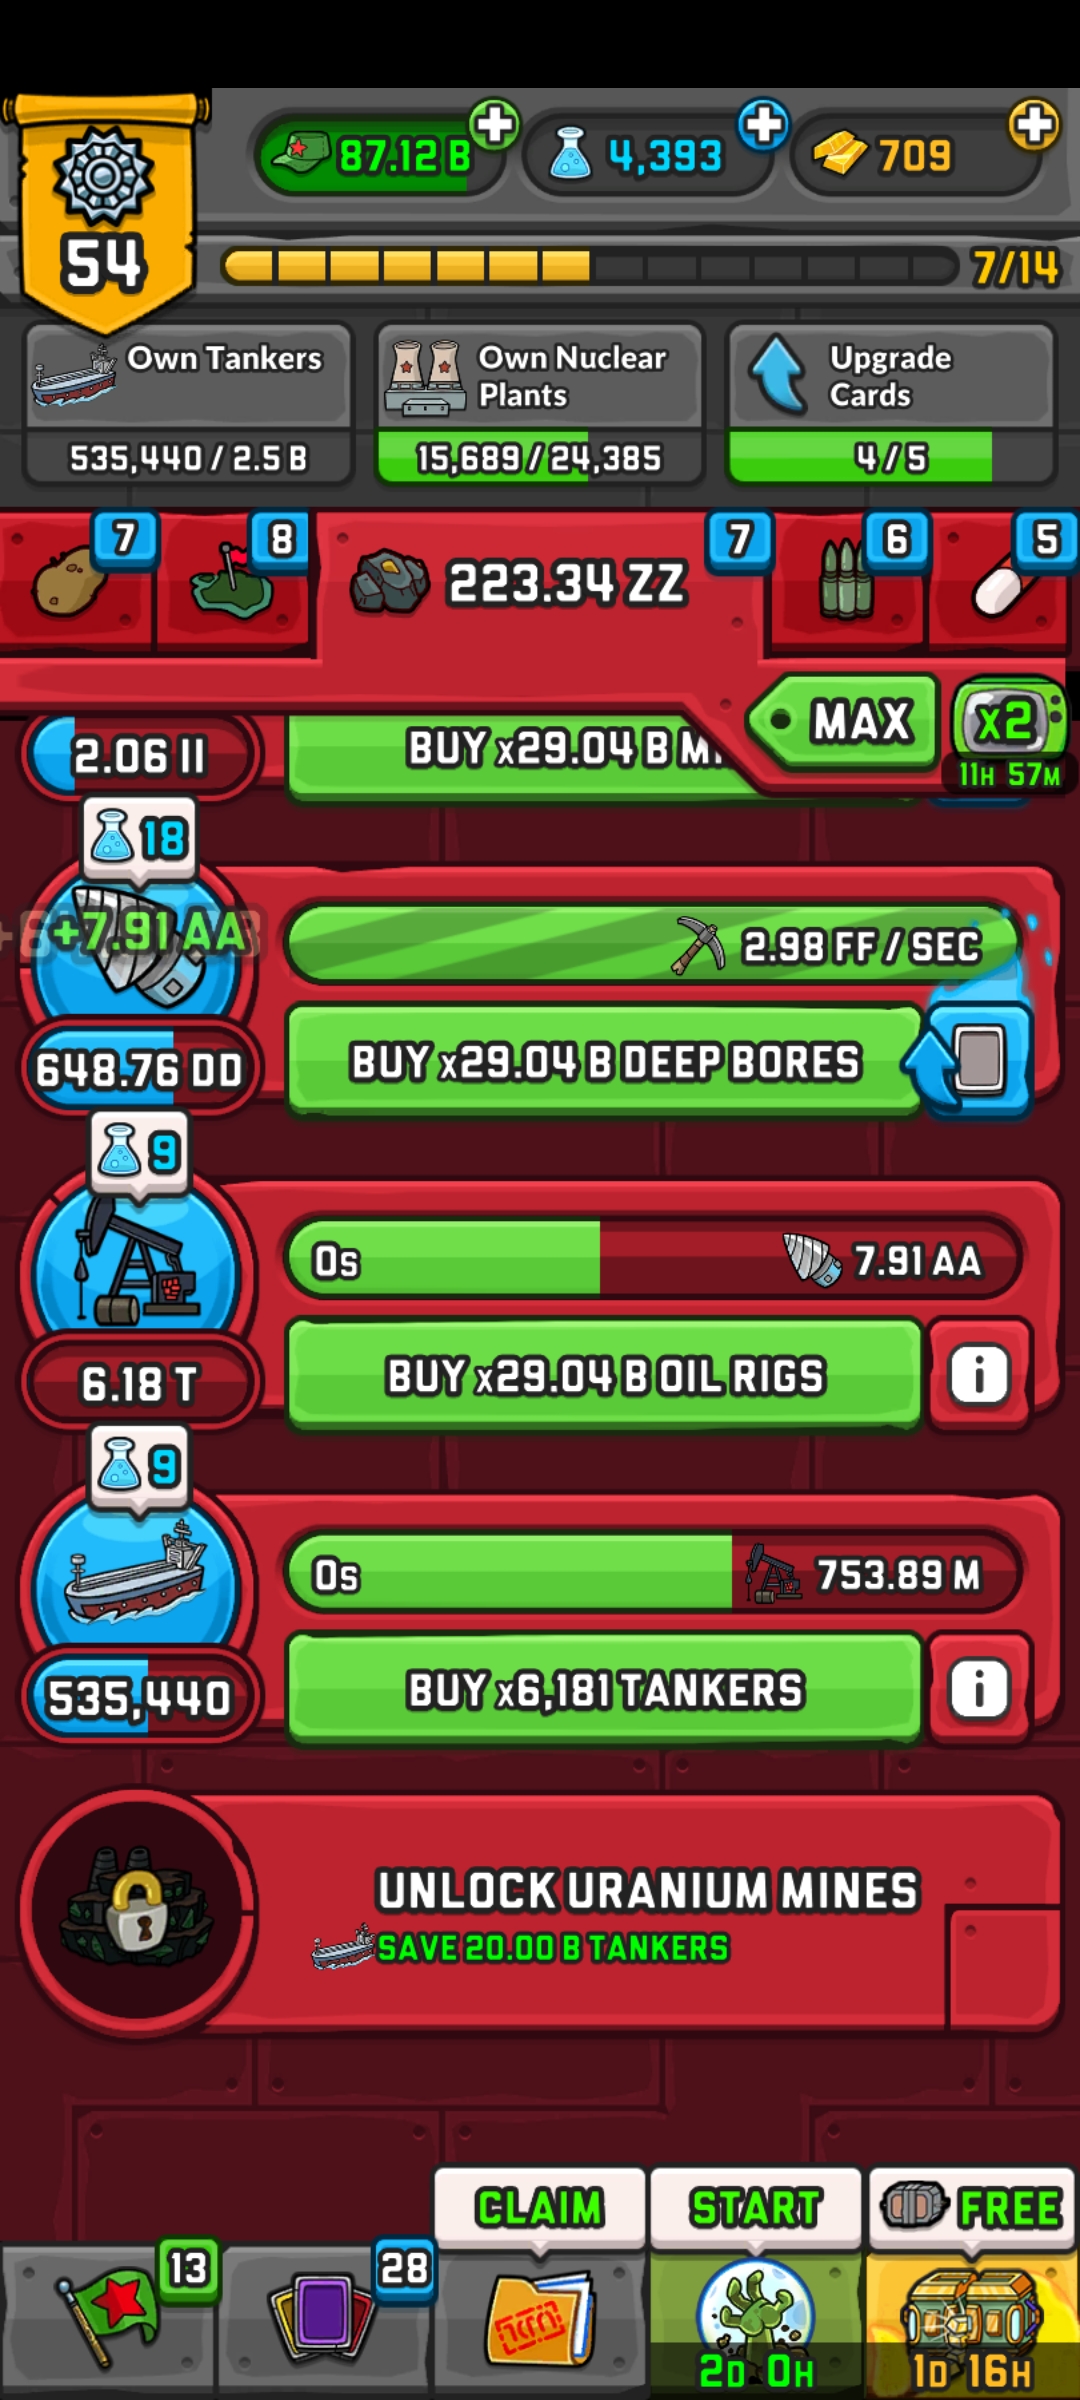 87.12 B
4,393
709
54
7/14
Own Tankers
535,440 / 2.5 B
Own Nuclear
Plants
15,689 / 24,385
Upgrade
Cards
4 / 5
7
8
223.34 ZZ
7
6
5
MAX
x2
11H 57M
2.06 II
BUY x29.04 B M
18
+7.91 AA
2.98 FF / SEC
648.76 DD
BUY x29.04 B DEEP BORES
9
0s
7.91 AA
6.18 T
BUY x29.04 B OIL RIGS
i
9
0s
753.89 M
535,440
BUY x6,181 TANKERS
i
UNLOCK URANIUM MINES
SAVE 20.00 B TANKERS
CLAIM
START
FREE
13
28
2D 0H
1D 16H